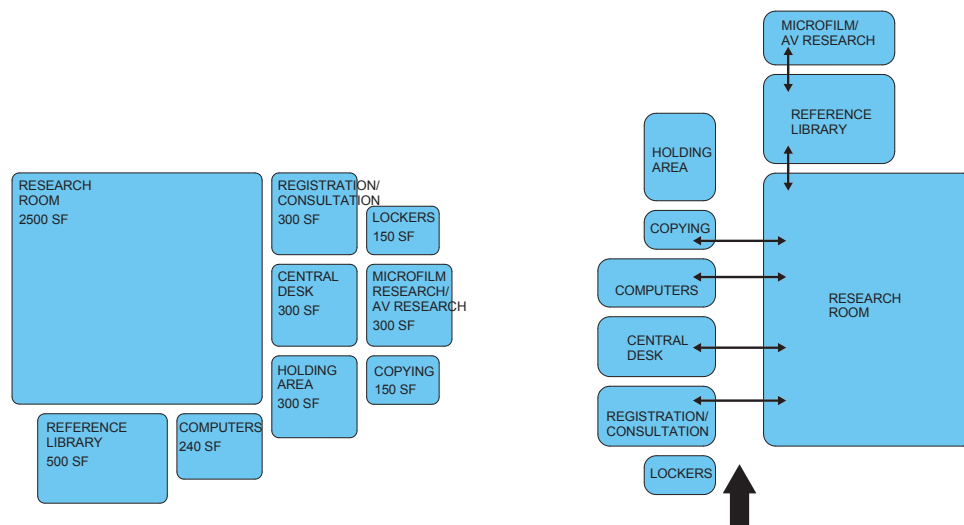 RESEARCH
ROOM
2500 SF
REGISTRATION/
CONSULTATION
300 SF
LOCKERS
150 SF
CENTRAL
DESK
300 SF
MICROFILM
RESEARCH/
AV RESEARCH
300 SF
HOLDING
AREA
300 SF
COPYING
150 SF
REFERENCE
LIBRARY
500 SF
COMPUTERS
240 SF
MICROFILM/
AV RESEARCH
REFERENCE
LIBRARY
HOLDING
AREA
COPYING
COMPUTERS
RESEARCH
ROOM
CENTRAL
DESK
REGISTRATION/
CONSULTATION
LOCKERS